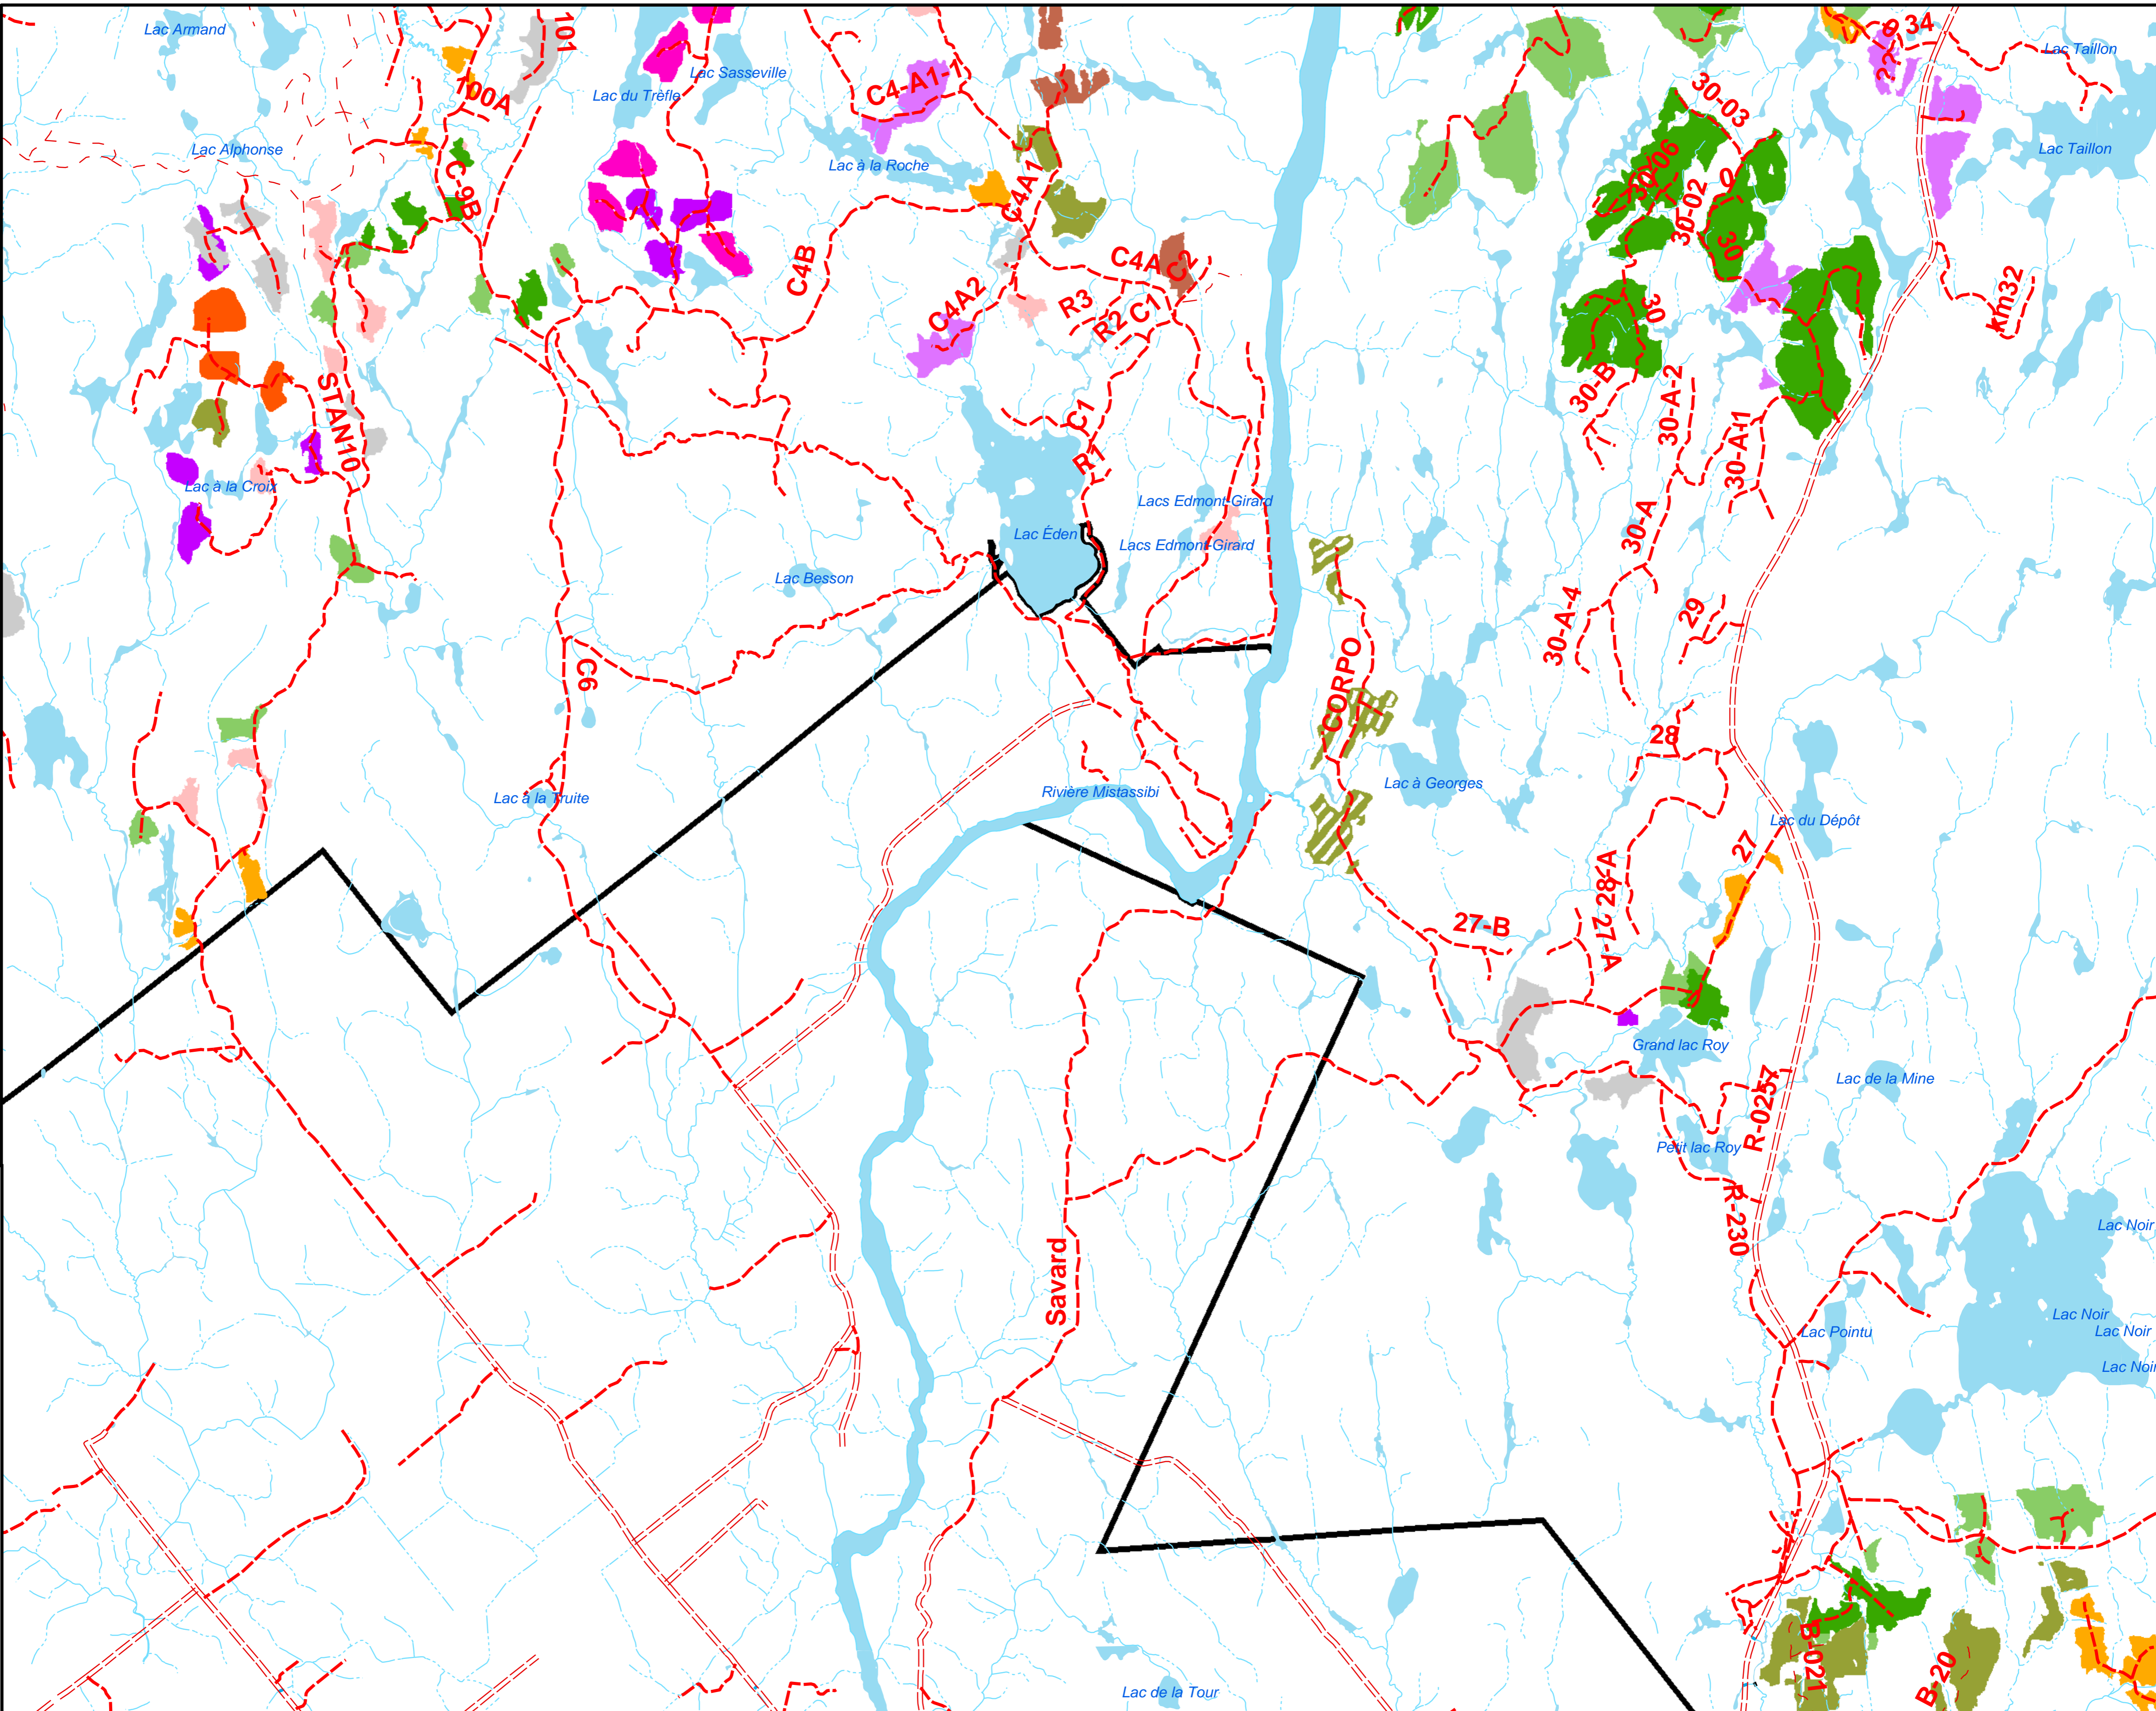 Lac Armand
101
Lac du Trèfle
Lac Sasseville
C4-A1-1
34
22
Lac Taillon
100A
30-03
Lac Alphonse
Lac à la Roche
Lac Taillon
C-9B
C4A1
30-06
30-02
30
C4B
C4A
C2
C4A2
R3
R2
C1
30
km32
STAN10
30-B
30-A-2
30-A-1
C1
R1
Lac à la Croix
Lacs Edmont-Girard
Lac Éden
Lacs Edmont-Girard
30-A
Lac Besson
30-A-4
29
C6
CORPO
28
Lac à la Truite
Rivière Mistassibi
Lac à Georges
Lac du Dépôt
27
28-A
27-B
27-A
Grand lac Roy
Lac de la Mine
R-0257
Petit lac Roy
R-230
Lac Noir
Savard
Lac Noir
Lac Pointu
Lac Noir
Lac Noir
B-021
B-20
Lac de la Tour